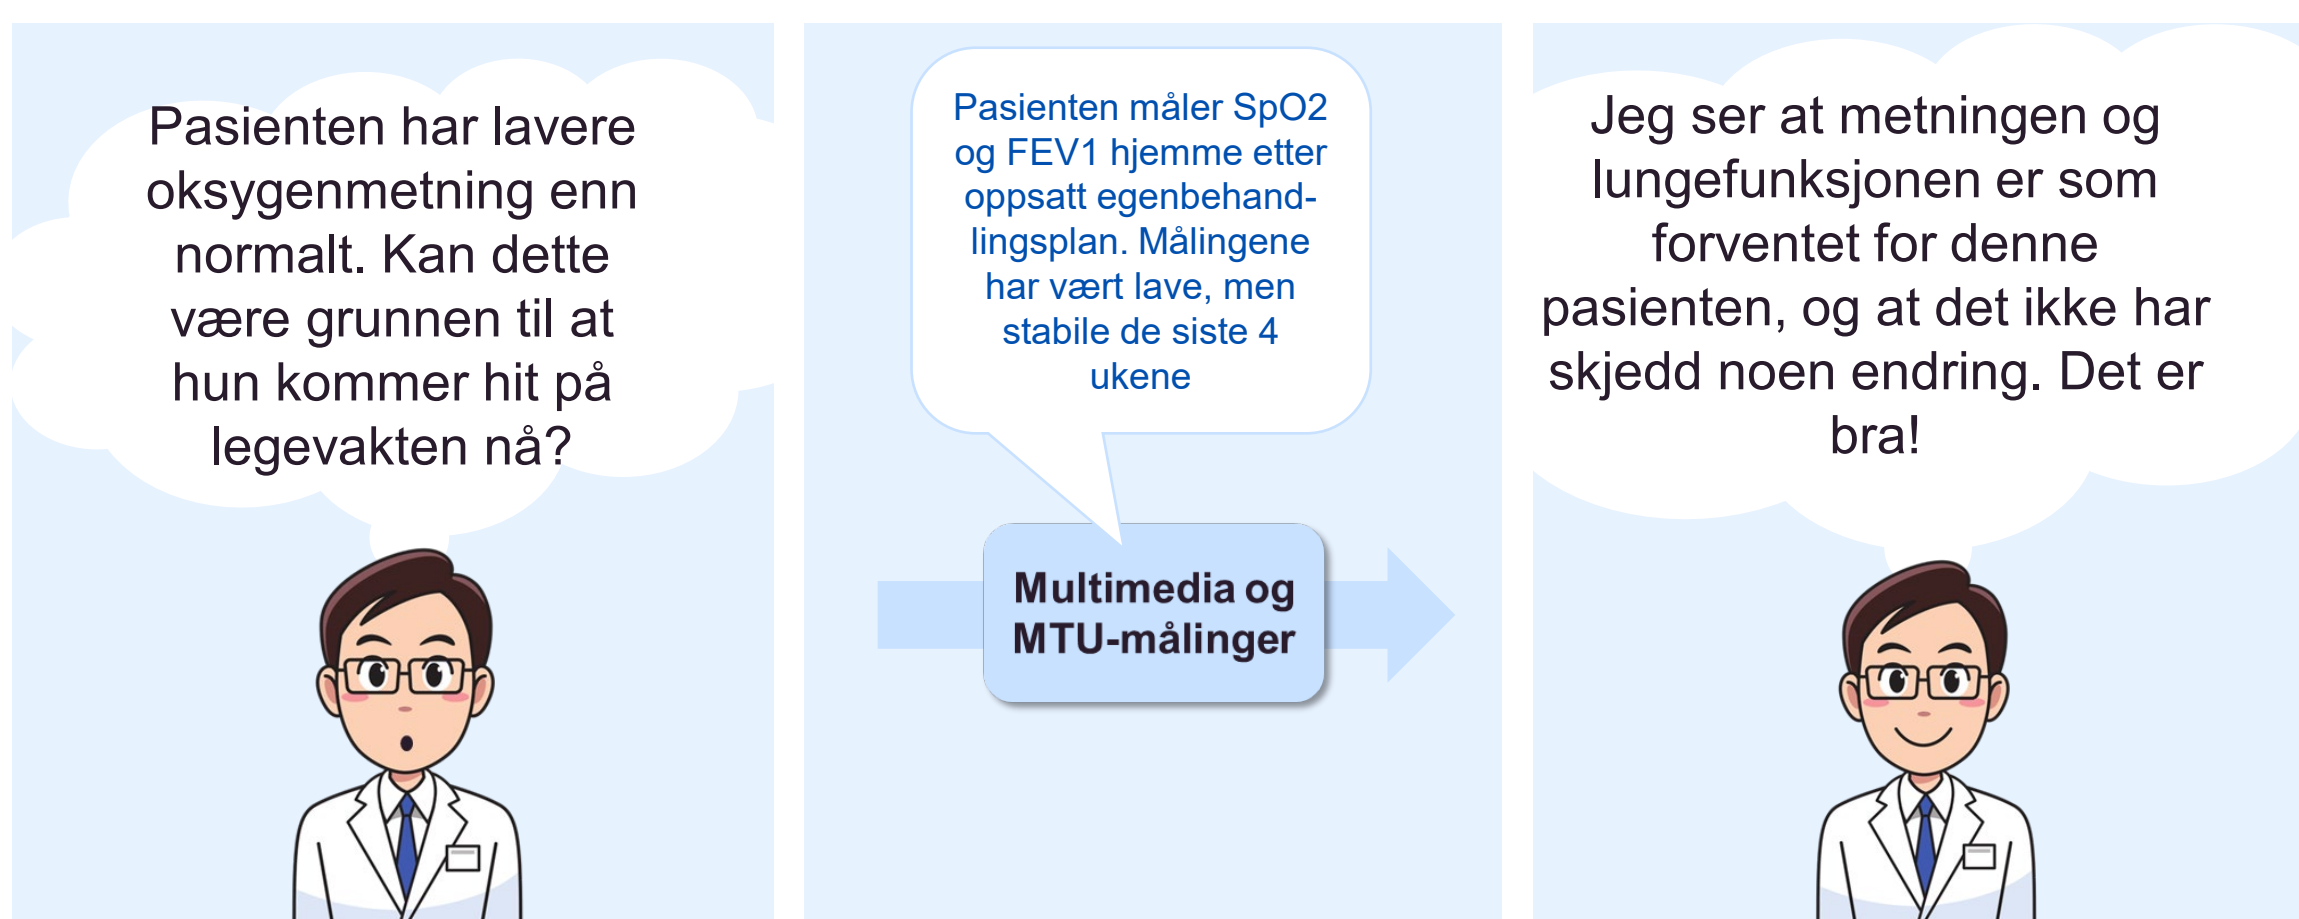 Pasienten har lavere
oksygenmetning enn
normalt. Kan dette
være grunnen til at
hun kommer hit på
legevakten nå?
Pasienten måler SpO2
og FEV1 hjemme etter
oppsatt egenbehand-
lingsplan. Målingene
har vært lave, men
stabile de siste 4
ukene
Multimedia og
MTU-målinger
Jeg ser at metningen og
lungefunksjonen er som
forventet for denne
pasienten, og at det ikke har
skjedd noen endring. Det er
bra!